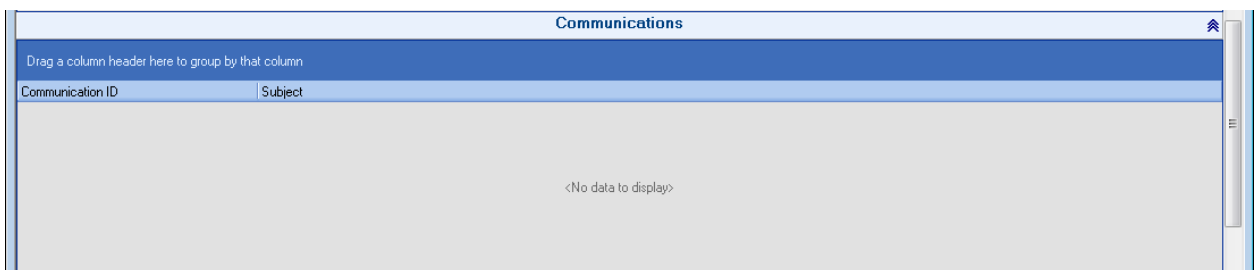 Communications
Drag a column header here to group by that column
Communication ID Subject
<No data to display>